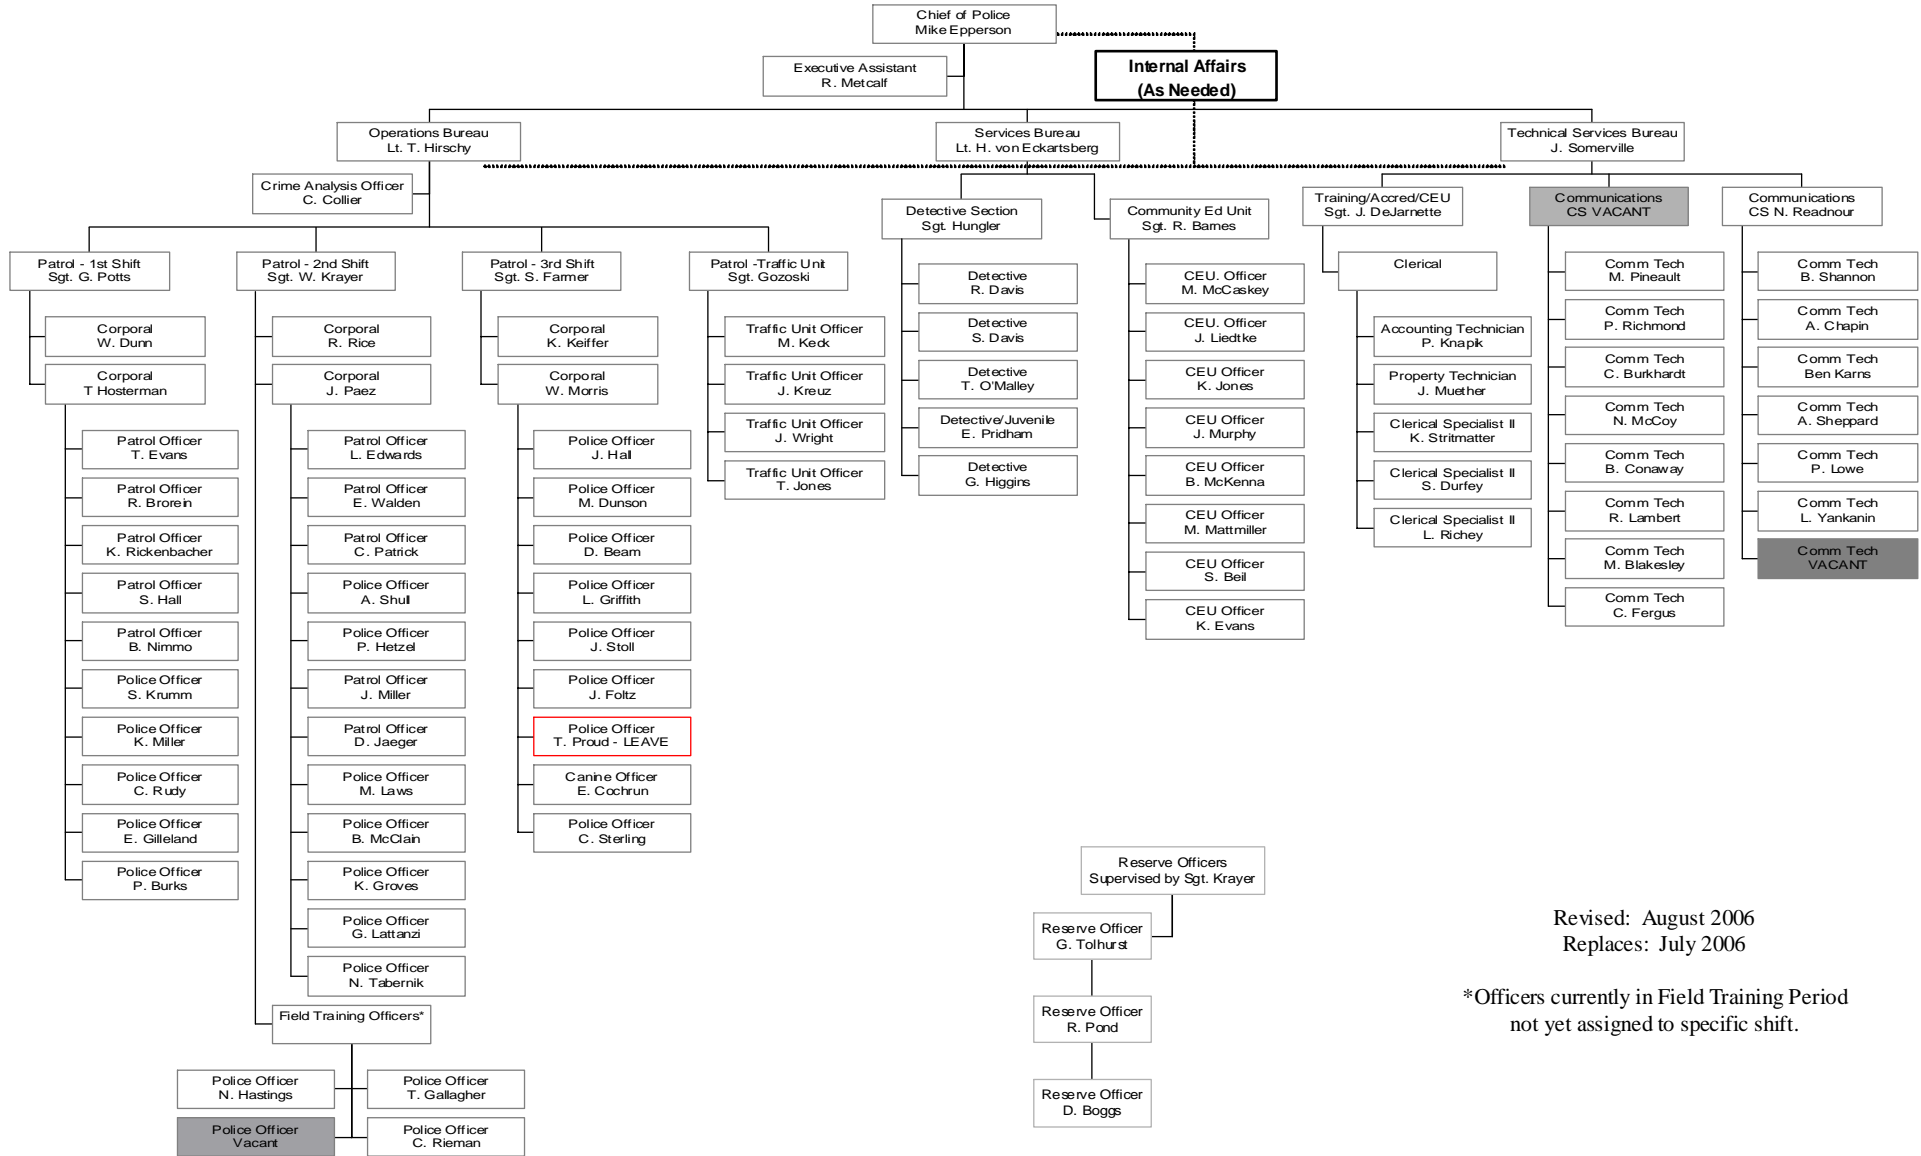 Chief of Police
Mike Epperson
Executive Assistant
R. Metcalf
Internal Affairs
(As Needed)
Operations Bureau
Lt. T. Hirschy
Services Bureau
Lt. H. von Eckartsberg
Technical Services Bureau
J. Somerville
Crime Analysis Officer
C. Collier
Patrol - 1st Shift
Sgt. G. Potts
Corporal
W. Dunn
Corporal
T Hosterman
Patrol Officer
T. Evans
Patrol Officer
R. Brorein
Patrol Officer
K. Rickenbacher
Patrol Officer
S. Hall
Patrol Officer
B. Nimmo
Police Officer
S. Krumm
Police Officer
K. Miller
Police Officer
C. Rudy
Police Officer
E. Gilleland
Police Officer
P. Burks
Patrol - 2nd Shift
Sgt. W. Krayer
Corporal
R. Rice
Corporal
J. Paez
Patrol Officer
L. Edwards
Patrol Officer
E. Walden
Patrol Officer
C. Patrick
Police Officer
A. Shull
Police Officer
P. Hetzel
Patrol Officer
J. Miller
Patrol Officer
D. Jaeger
Police Officer
M. Laws
Police Officer
B. McClain
Police Officer
K. Groves
Police Officer
G. Lattanzi
Police Officer
N. Tabernik
Field Training Officers*
Police Officer
N. Hastings
Police Officer
T. Gallagher
Police Officer
Vacant
Police Officer
C. Rieman
Patrol - 3rd Shift
Sgt. S. Farmer
Corporal
K. Keiffer
Corporal
W. Morris
Police Officer
J. Hall
Police Officer
M. Dunson
Police Officer
D. Beam
Police Officer
L. Griffith
Police Officer
J. Stoll
Police Officer
J. Foltz
Police Officer
T. Proud - LEAVE
Canine Officer
E. Cochrun
Police Officer
C. Sterling
Patrol -Traffic Unit
Sgt. Gozoski
Traffic Unit Officer
M. Keck
Traffic Unit Officer
J. Kreuz
Traffic Unit Officer
J. Wright
Traffic Unit Officer
T. Jones
Detective Section
Sgt. Hungler
Detective
R. Davis
Detective
S. Davis
Detective
T. O'Malley
Detective/Juvenile
E. Pridham
Detective
G. Higgins
Community Ed Unit
Sgt. R. Barnes
CEU. Officer
M. McCaskey
CEU. Officer
J. Liedtke
CEU Officer
K. Jones
CEU Officer
J. Murphy
CEU Officer
B. McKenna
CEU Officer
M. Mattmiller
CEU Officer
S. Beil
CEU Officer
K. Evans
Training/Accred/CEU
Sgt. J. DeJarnette
Clerical
Accounting Technician
P. Knapik
Property Technician
J. Muether
Clerical Specialist II
K. Stritmatter
Clerical Specialist II
S. Durfey
Clerical Specialist II
L. Richey
Communications
CS VACANT
Comm Tech
M. Pineault
Comm Tech
P. Richmond
Comm Tech
C. Burkhardt
Comm Tech
N. McCoy
Comm Tech
B. Conaway
Comm Tech
R. Lambert
Comm Tech
M. Blakesley
Comm Tech
C. Fergus
Communications
CS N. Readnour
Comm Tech
B. Shannon
Comm Tech
A. Chapin
Comm Tech
Ben Karns
Comm Tech
A. Sheppard
Comm Tech
P. Lowe
Comm Tech
L. Yankanin
Comm Tech
VACANT
Reserve Officers
Supervised by Sgt. Krayer
Reserve Officer
G. Tolhurst
Reserve Officer
R. Pond
Reserve Officer
D. Boggs
Revised: August 2006
Replaces: July 2006
*Officers currently in Field Training Period
not yet assigned to specific shift.